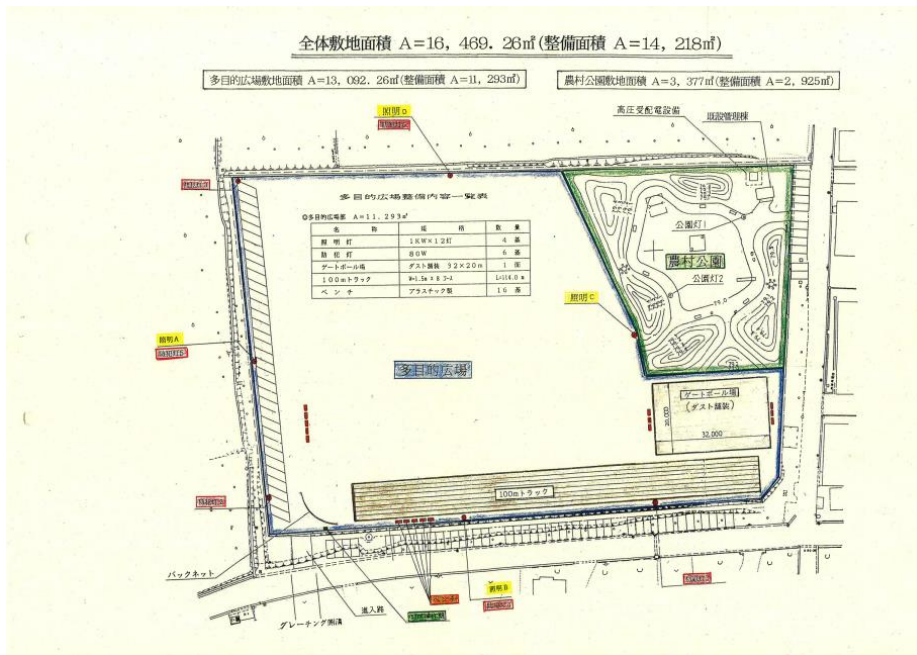 全体敷地面積 A=16,469.26㎡(整備面積 A=14,218㎡)
多目的広場敷地面積 A=13,092.26㎡(整備面積 A=11,293㎡)
農村公園敷地面積 A=3,377㎡(整備面積 A=2,925㎡)
照明D
高圧受配電設備
既設管理棟
多目的広場整備内容一覧表
◎多目的広場部 A=11,293㎡
名 称 規 格 数 量
照 明 灯 1KW×12灯 4 基
80W 6 基
ゲートボール場 ダスト舗装 32×20m 1 面
100mトラック
ベ ン チ プラスチック製 16 基
公園灯1
農村公園
公園灯2
照明C
照明A
多目的広場
ゲートボール場
(ダスト舗装)
20,000
32,000
100mトラック
バックネット
照明B
進入路
グレーチング側溝